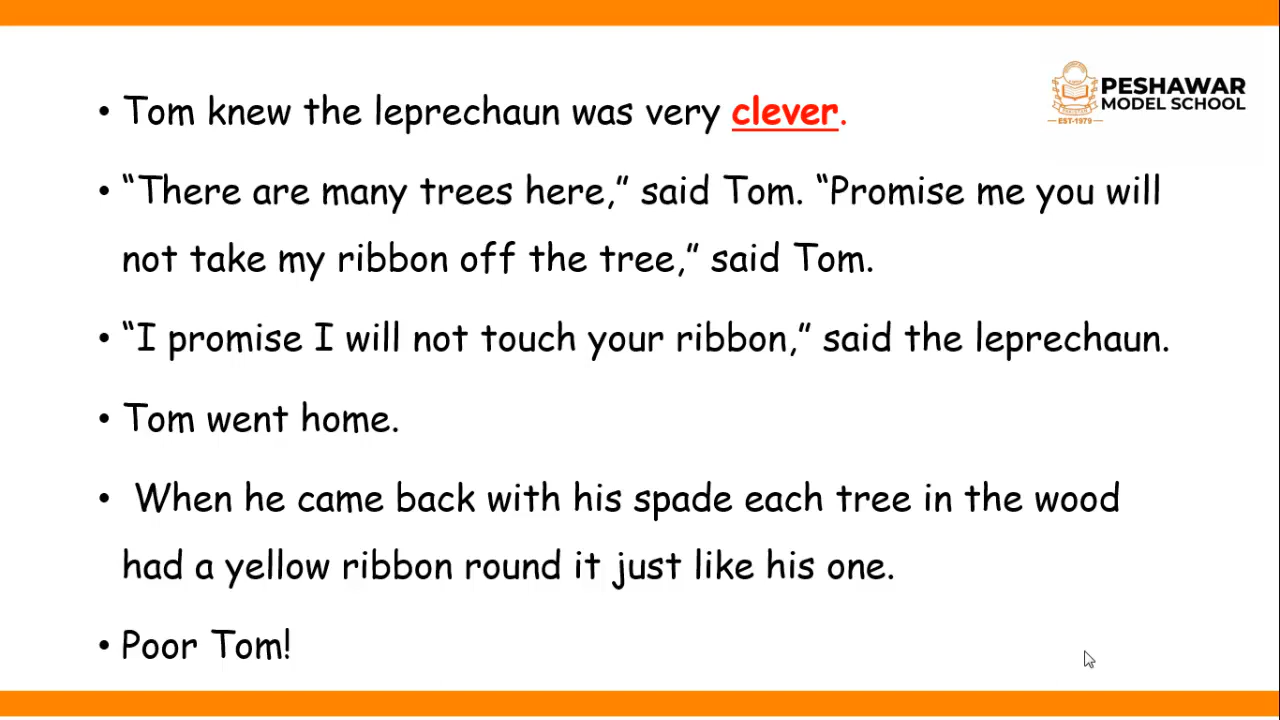 PESHAWAR
MODEL SCHOOL
EST-1979
• Tom knew the leprechaun was very clever.
• “There are many trees here,” said Tom. “Promise me you will
not take my ribbon off the tree,” said Tom.
• “I promise I will not touch your ribbon,” said the leprechaun.
• Tom went home.
• When he came back with his spade each tree in the wood
had a yellow ribbon round it just like his one.
• Poor Tom!